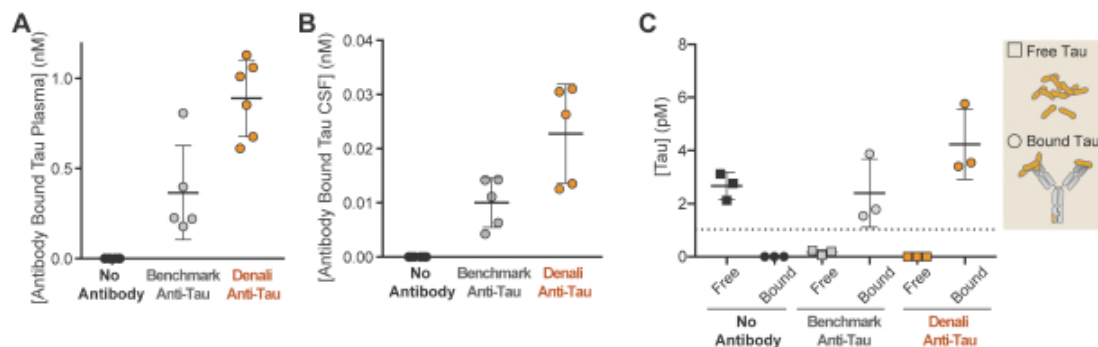 A
[Antibody Bound Tau Plasma] (nM)
1.0
0.5
0.0
No
Antibody
Benchmark
Anti-Tau
Denali
Anti-Tau
B
[Antibody Bound Tau CSF] (nM)
0.04
0.03
0.02
0.01
0.00
No
Antibody
Benchmark
Anti-Tau
Denali
Anti-Tau
C
[Tau] (pM)
8
6
4
2
0
Free
Bound
Free
Bound
Free
Bound
No
Antibody
Benchmark
Anti-Tau
Denali
Anti-Tau
Free Tau
Bound Tau